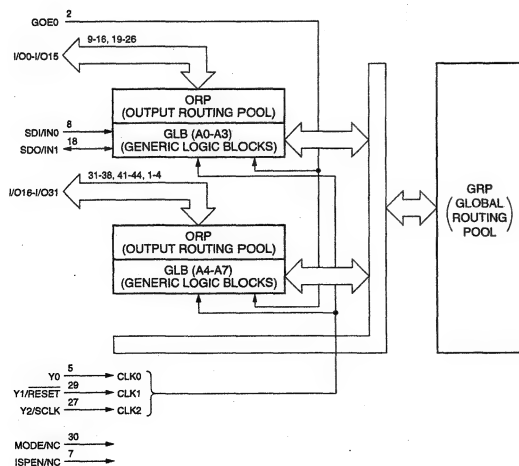 GOE0 2
I/O0-I/O15 9-16, 19-26
ORP
(OUTPUT ROUTING POOL)
SDI/IN0 8
SDO/IN1 18
GLB (A0-A3)
(GENERIC LOGIC BLOCKS)
I/O16-I/O31 31-38, 41-44, 1-4
ORP
(OUTPUT ROUTING POOL)
GLB (A4-A7)
(GENERIC LOGIC BLOCKS)
GRP
GLOBAL
ROUTING
POOL
Y0 5 CLK0
Y1/RESET 29 CLK1
Y2/SCLK 27 CLK2
MODE/NC 30
ISPEN/NC 7